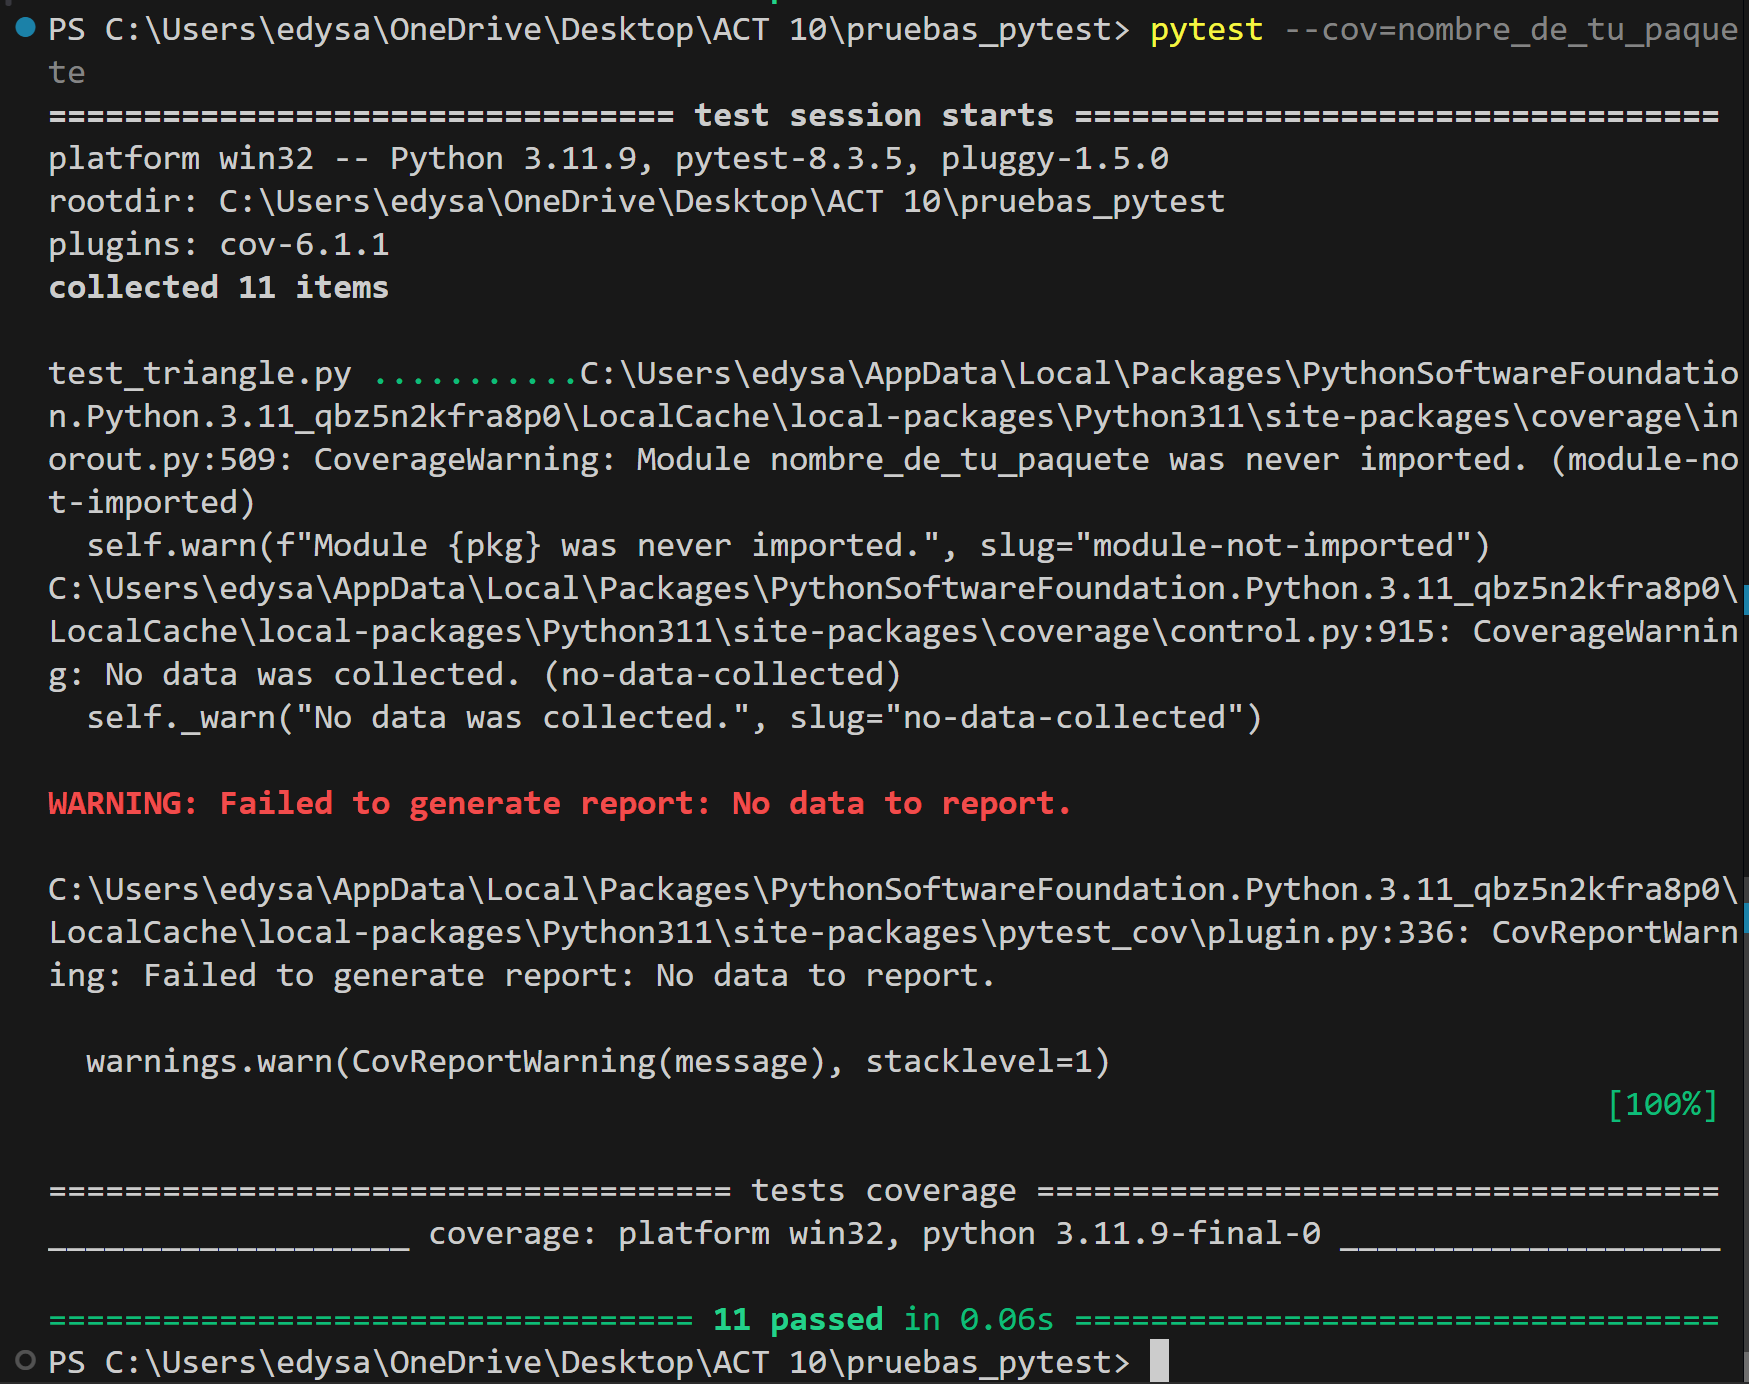 PS C:\Users\edysa\OneDrive\Desktop\ACT 10\pruebas_pytest> pytest --cov=nombre_de_tu_paque
te
================================= test session starts ==================================
platform win32 -- Python 3.11.9, pytest-8.3.5, pluggy-1.5.0
rootdir: C:\Users\edysa\OneDrive\Desktop\ACT 10\pruebas_pytest
plugins: cov-6.1.1
collected 11 items
test_triangle.py ...........C:\Users\edysa\AppData\Local\Packages\PythonSoftwareFoundatio
n.Python.3.11_qbz5n2kfra8p0\LocalCache\local-packages\Python311\site-packages\coverage\in
orout.py:509: CoverageWarning: Module nombre_de_tu_paquete was never imported. (module-no
t-imported)
  self.warn(f"Module {pkg} was never imported.", slug="module-not-imported")
C:\Users\edysa\AppData\Local\Packages\PythonSoftwareFoundation.Python.3.11_qbz5n2kfra8p0\
LocalCache\local-packages\Python311\site-packages\coverage\control.py:915: CoverageWarnin
g: No data was collected. (no-data-collected)
  self._warn("No data was collected.", slug="no-data-collected")
WARNING: Failed to generate report: No data to report.
C:\Users\edysa\AppData\Local\Packages\PythonSoftwareFoundation.Python.3.11_qbz5n2kfra8p0\
LocalCache\local-packages\Python311\site-packages\pytest_cov\plugin.py:336: CovReportWarn
ing: Failed to generate report: No data to report.
  warnings.warn(CovReportWarning(message), stacklevel=1)
[100%]
==================================== tests coverage ====================================
___________________ coverage: platform win32, python 3.11.9-final-0 ____________________
================================== 11 passed in 0.06s ==================================
PS C:\Users\edysa\OneDrive\Desktop\ACT 10\pruebas_pytest>